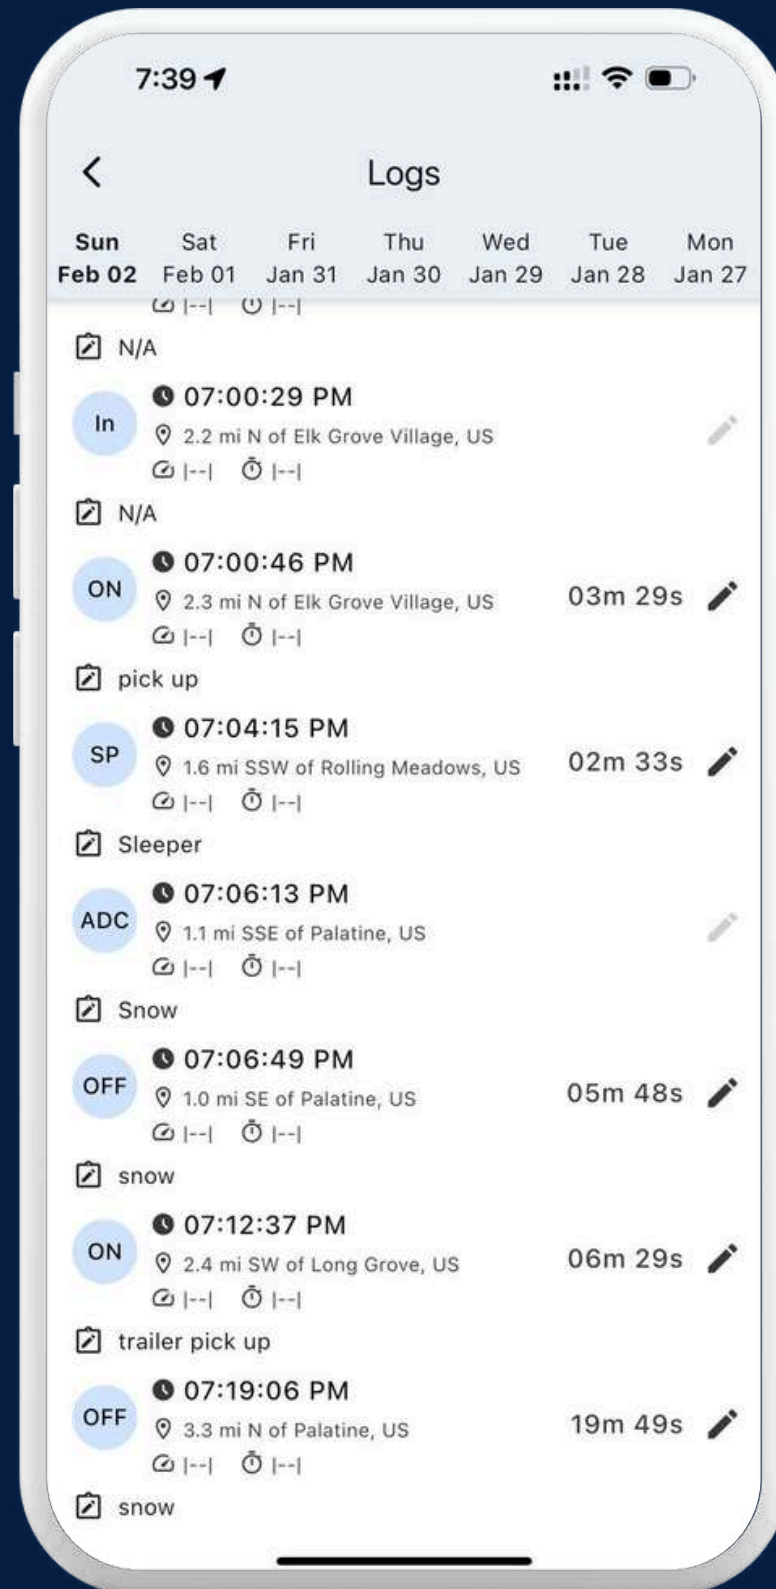 7:39
Logs
Sun Sat Fri Thu Wed Tue Mon
Feb 02 Feb 01 Jan 31 Jan 30 Jan 29 Jan 28 Jan 27
|--| |--|
N/A
In
07:00:29 PM
2.2 mi N of Elk Grove Village, US
|--| |--|
N/A
ON
07:00:46 PM
2.3 mi N of Elk Grove Village, US
03m 29s
|--| |--|
pick up
SP
07:04:15 PM
1.6 mi SSW of Rolling Meadows, US
02m 33s
|--| |--|
Sleeper
ADC
07:06:13 PM
1.1 mi SSE of Palatine, US
|--| |--|
Snow
OFF
07:06:49 PM
1.0 mi SE of Palatine, US
05m 48s
|--| |--|
snow
ON
07:12:37 PM
2.4 mi SW of Long Grove, US
06m 29s
|--| |--|
trailer pick up
OFF
07:19:06 PM
3.3 mi N of Palatine, US
19m 49s
|--| |--|
snow